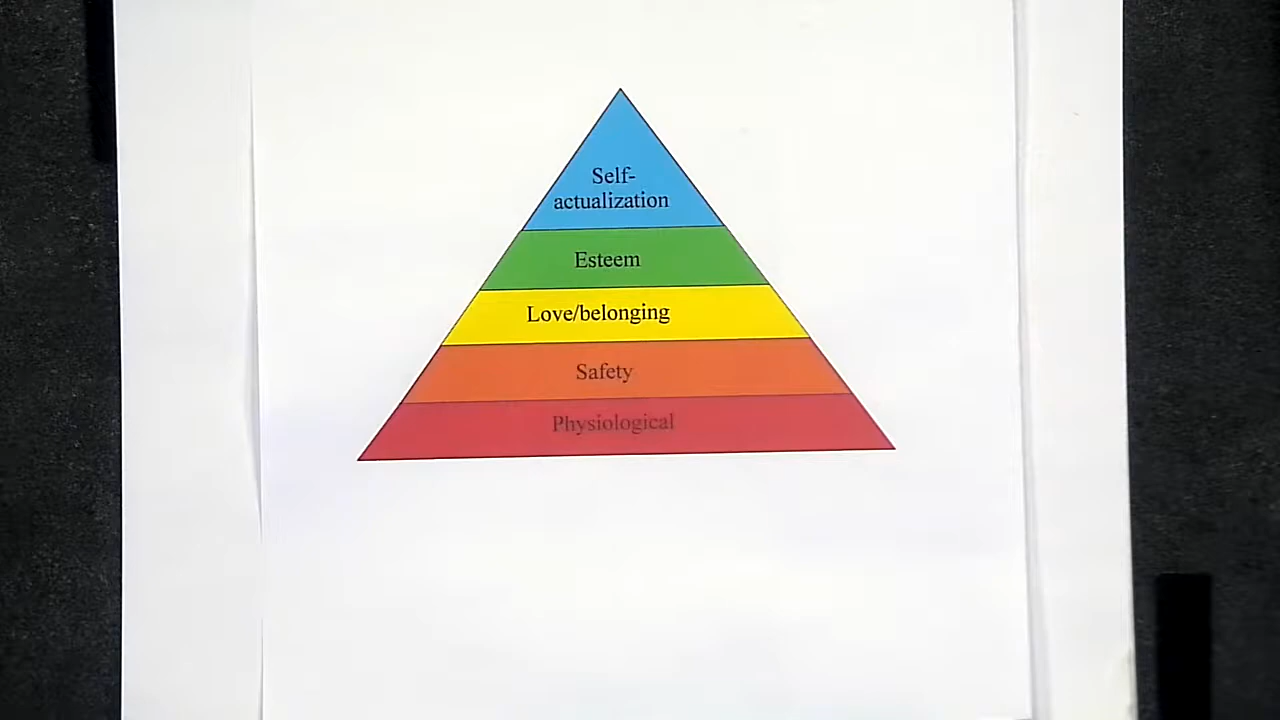 Self-
actualization
Esteem
Love/belonging
Safety
Physiological